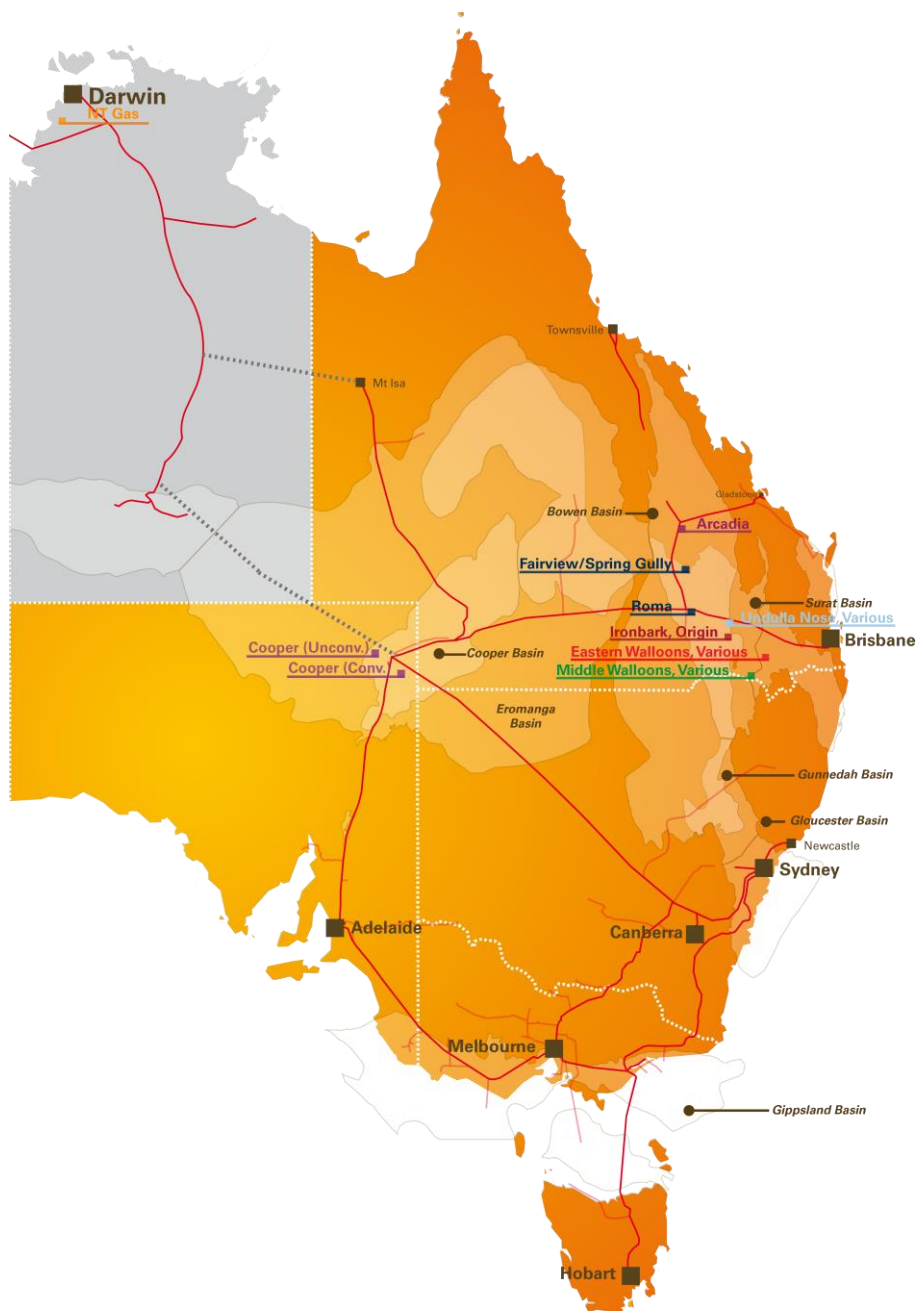 Darwin
NT Gas
Townsville
Mt Isa
Gladstone
Bowen Basin
Arcadia
Fairview/Spring Gully
Roma
Surat Basin
Undulla Nose, Various
Ironbark, Origin
Brisbane
Cooper (Unconv.)
Cooper Basin
Eastern Walloons, Various
Cooper (Conv.)
Middle Walloons, Various
Eromanga
Basin
Gunnedah Basin
Gloucester Basin
Newcastle
Sydney
Adelaide
Canberra
Melbourne
Gippsland Basin
Hobart